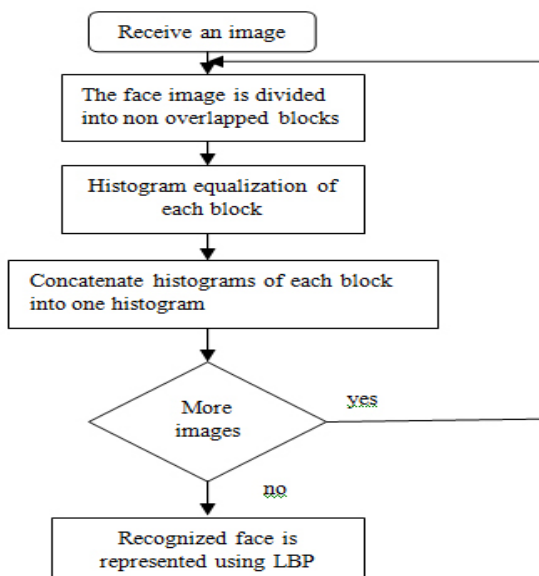 Receive an image
The face image is divided
into non overlapped blocks
Histogram equalization of
each block
Concatenate histograms of each block
into one histogram
More
images
yes
no
Recognized face is
represented using LBP